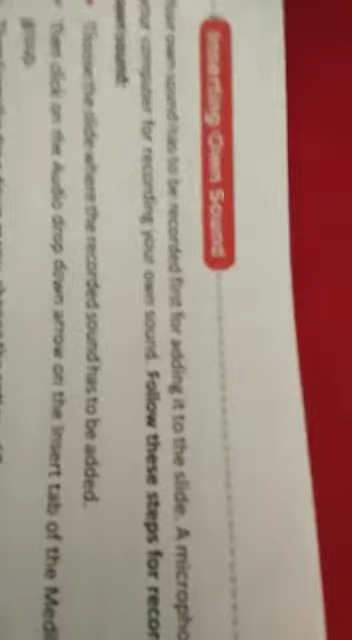 Inserting Own Sound
Your own sound has to be recorded first for adding it to the slide. A micropho
your computer for recording your own sound. Follow these steps for recor
own sound:
Choose the slide where the recorded sound has to be added.
Then click on the Audio drop down arrow on the Insert tab of the Medi
group.